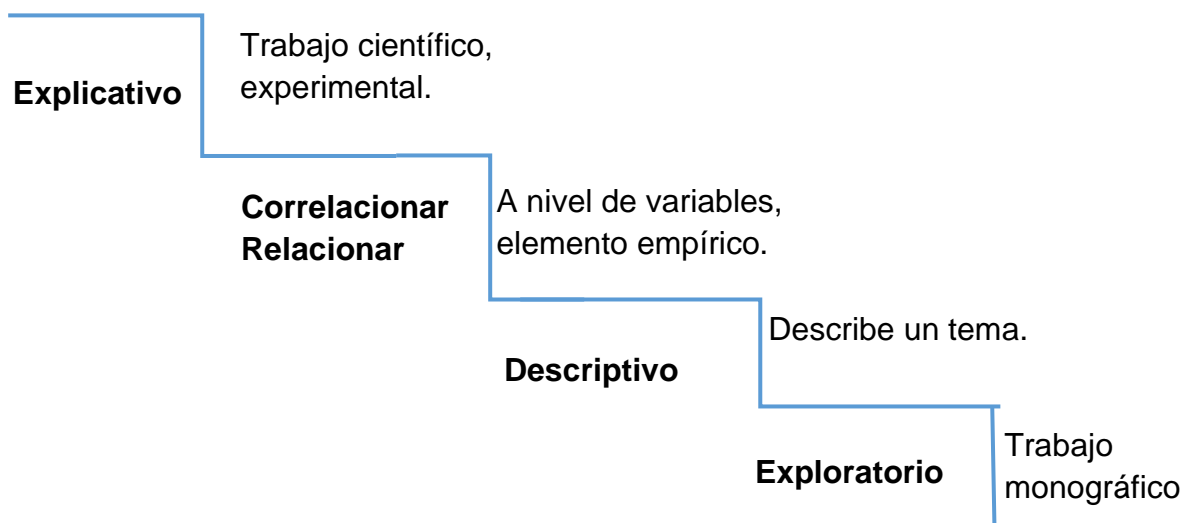 Trabajo científico,
experimental.
Explicativo
Correlacionar
Relacionar
A nivel de variables,
elemento empírico.
Describe un tema.
Descriptivo
Trabajo
monográfico
Exploratorio